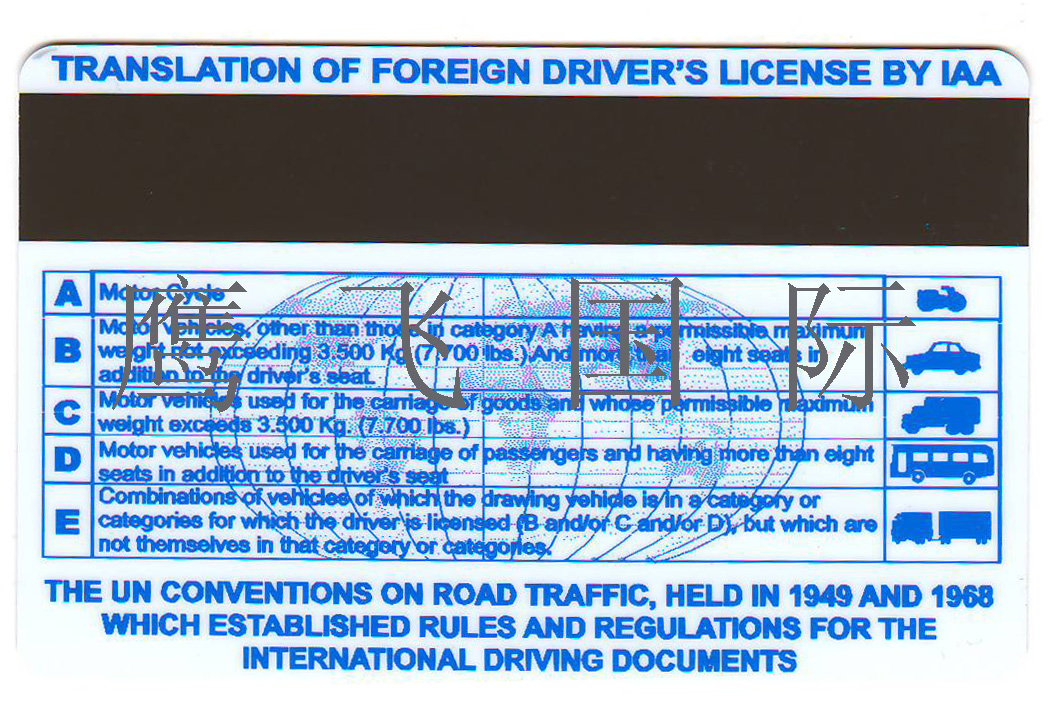 TRANSLATION OF FOREIGN DRIVER'S LICENSE BY IAA
A Motor Cycle
B Motor vehicles, other than those in category A having a permissible maximum
weight not exceeding 3.500 Kg (7.700 lbs.) And more than eight seats in
addition to the driver's seat.
C Motor vehicles used for the carriage of goods and whose permissible maximum
weight exceeds 3.500 Kg. (7.700 lbs.)
D Motor vehicles used for the carriage of passengers and having more than eight
seats in addition to the driver's seat
E Combinations of vehicles of which the drawing vehicle is in a category or
categories for which the driver is licensed (B and/or C and/or D), but which are
not themselves in that category or categories.
鹰飞国际
THE UN CONVENTIONS ON ROAD TRAFFIC, HELD IN 1949 AND 1968
WHICH ESTABLISHED RULES AND REGULATIONS FOR THE
INTERNATIONAL DRIVING DOCUMENTS